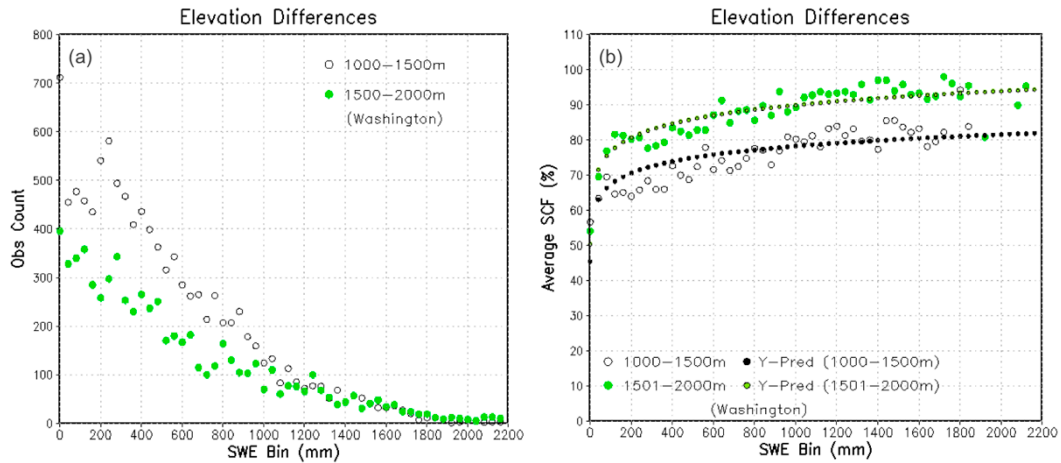 Elevation Differences
(a)
1000-1500m
1500-2000m
(Washington)
800
700
600
500
400
300
200
100
0
Obs Count
0 200 400 600 800 1000 1200 1400 1600 1800 2000 2200
SWE Bin (mm)
Elevation Differences
(b)
110
100
90
80
70
60
50
40
30
20
10
0
Average SCF (%)
1000-1500m Y-Pred (1000-1500m)
1501-2000m Y-Pred (1501-2000m)
(Washington)
0 200 400 600 800 1000 1200 1400 1600 1800 2000 2200
SWE Bin (mm)